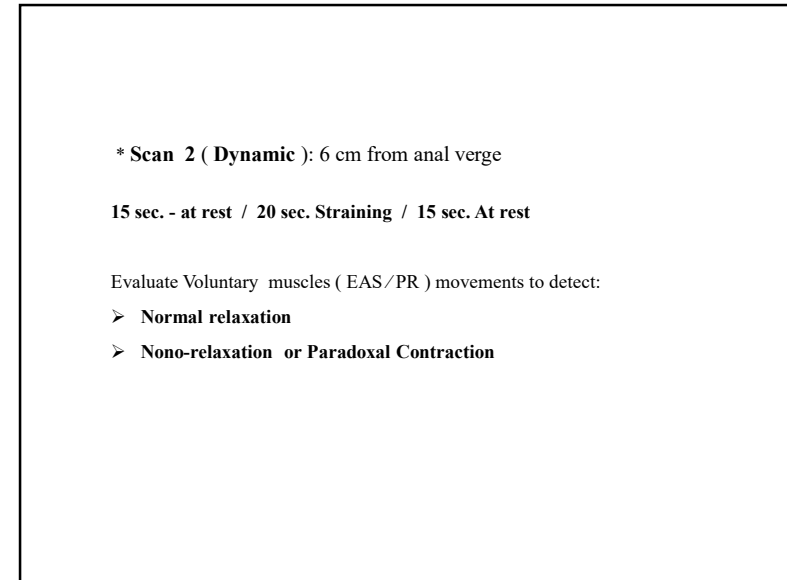 * Scan 2 ( Dynamic ): 6 cm from anal verge
15 sec. - at rest / 20 sec. Straining / 15 sec. At rest
Evaluate Voluntary muscles ( EAS ∕ PR ) movements to detect:
➢ Normal relaxation
➢ Nono-relaxation or Paradoxal Contraction